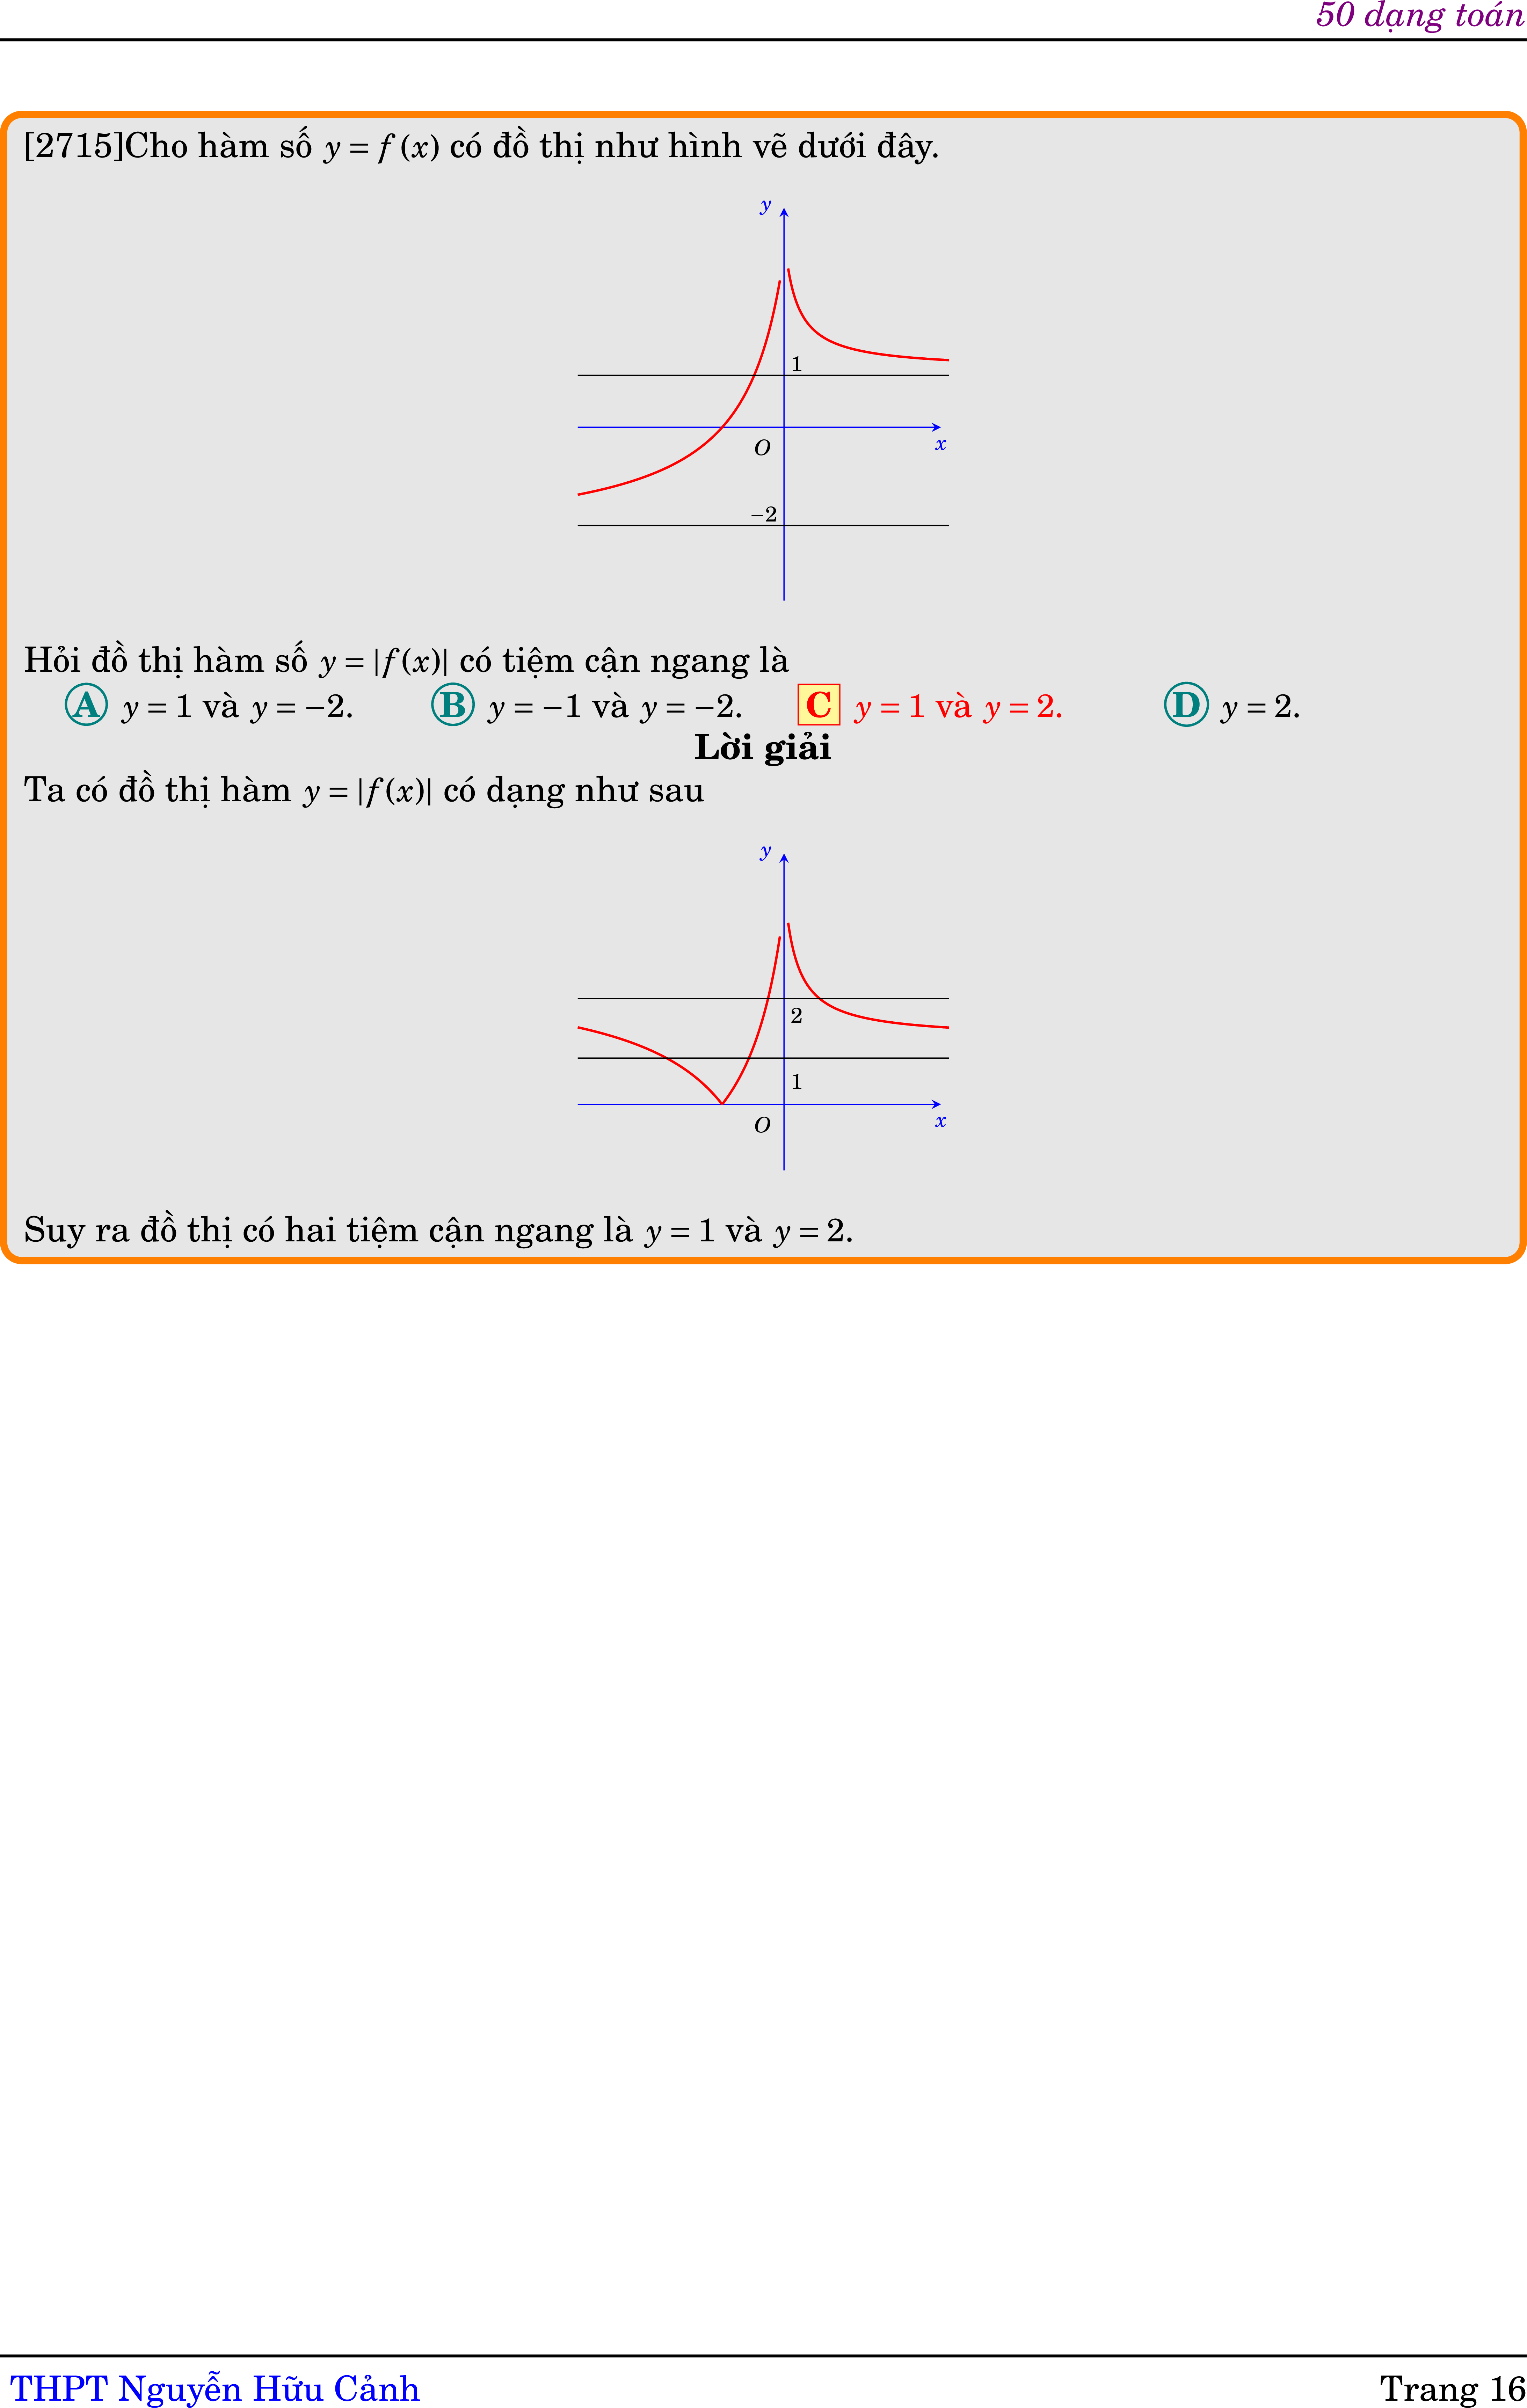 50 dạng toán
[2715]Cho hàm số y = f (x) có đồ thị như hình vẽ dưới đây.
y
1
O
x
−2
Hỏi đồ thị hàm số y = |f(x)| có tiệm cận ngang là
A y = 1 và y = −2. B y = −1 và y = −2. C y = 1 và y = 2. D y = 2.
Lời giải
Ta có đồ thị hàm y = |f(x)| có dạng như sau
y
2
1
O
x
Suy ra đồ thị có hai tiệm cận ngang là y = 1 và y = 2.
THPT Nguyễn Hữu Cảnh Trang 16